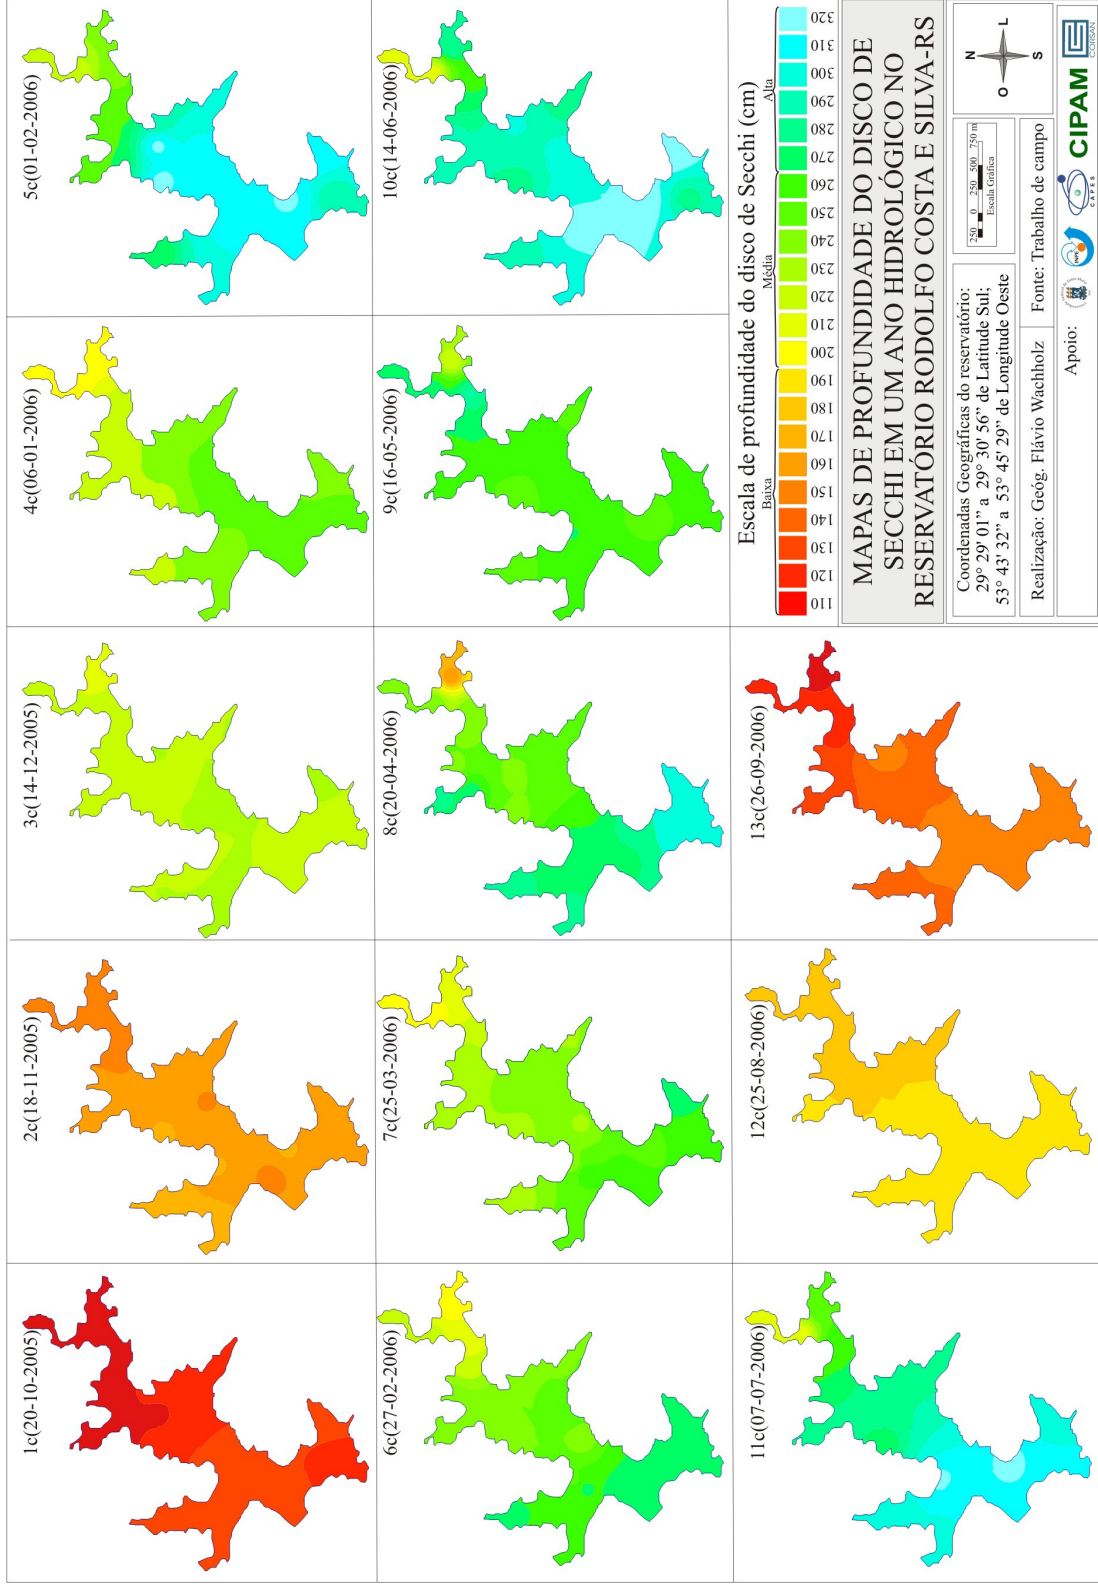 1c(20-10-2005)
2c(18-11-2005)
3c(14-12-2005)
4c(06-01-2006)
5c(01-02-2006)
6c(27-02-2006)
7c(25-03-2006)
8c(20-04-2006)
9c(16-05-2006)
10c(14-06-2006)
11c(07-07-2006)
12c(25-08-2006)
13c(26-09-2006)
Escala de profundidade do disco de Secchi (cm)
Baixa Média Alta
110 120 130 140 150 160 170 180 190 200 210 220 230 240 250 260 270 280 290 300 310 320
MAPAS DE PROFUNDIDADE DO DISCO DE
SECCHI EM UM ANO HIDROLÓGICO NO
RESERVATÓRIO RODOLFO COSTA E SILVA-RS
Coordenadas Geográficas do reservatório:
29° 29' 01” a 29° 30' 56” de Latitude Sul;
53° 43' 32” a 53° 45' 29” de Longitude Oeste
250 0 250 500 750 m
Escala Gráfica
N
O L
S
Realização: Geóg. Flávio Wachholz
Fonte: Trabalho de campo
Apoio:
INPE
CAPES
CIPAM
CORSAN